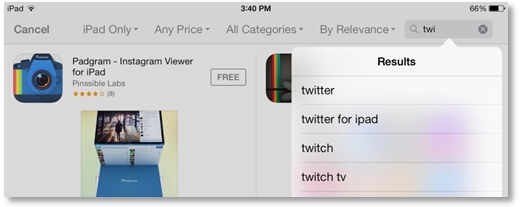 iPad 3:40 PM 66%
Cancel iPad Only All Categories Any Price By Relevance twi
Padgram - Instagram Viewer
for iPad
Pinssible Labs
(8)
FREE
Results
twitter
twitter for ipad
twitch
twitch tv